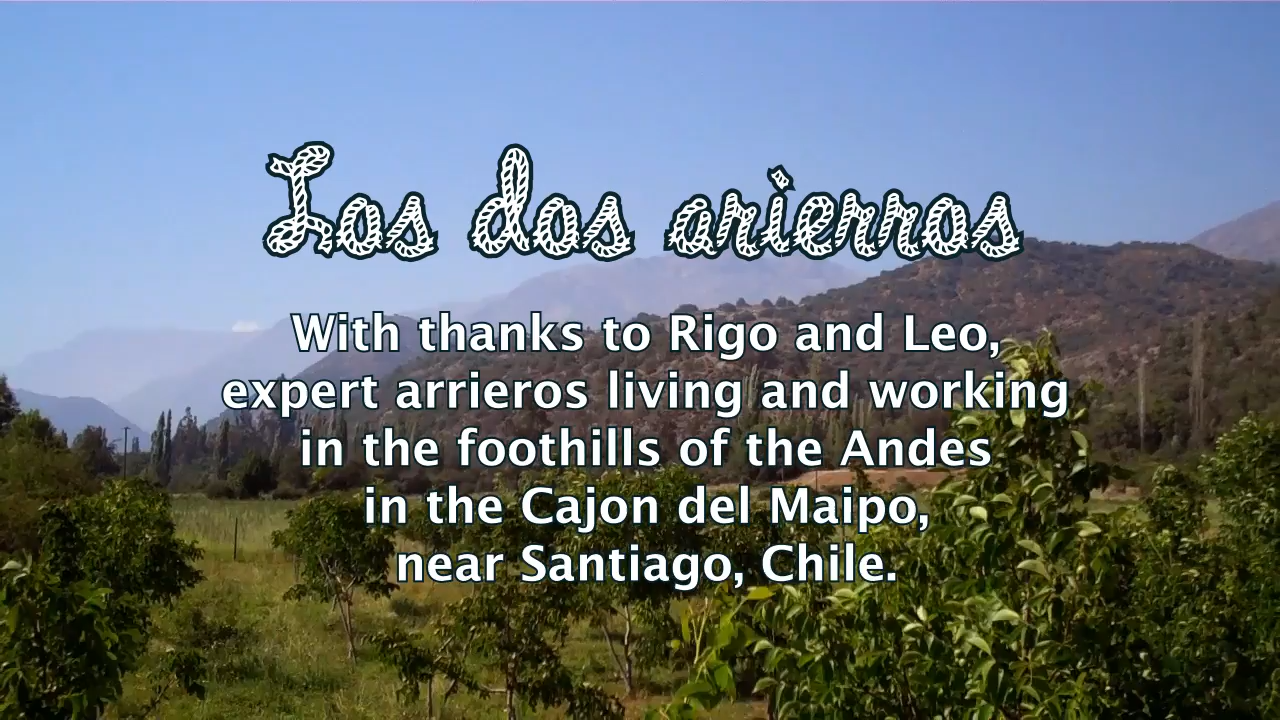 Los dos arierros
With thanks to Rigo and Leo,
expert arrieros living and working
in the foothills of the Andes
in the Cajon del Maipo,
near Santiago, Chile.